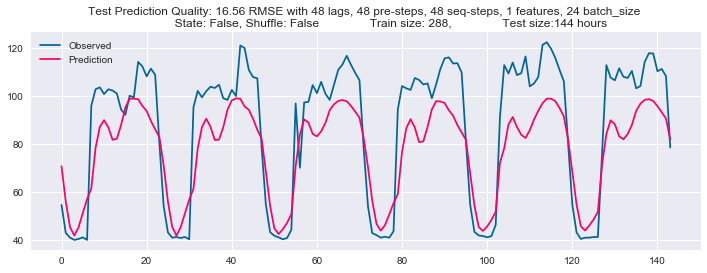 Test Prediction Quality: 16.56 RMSE with 48 lags, 48 pre-steps, 48 seq-steps, 1 features, 24 batch_size
State: False, Shuffle: False Train size: 288, Test size:144 hours
Observed
Prediction
120
100
80
60
40
0 20 40 60 80 100 120 140